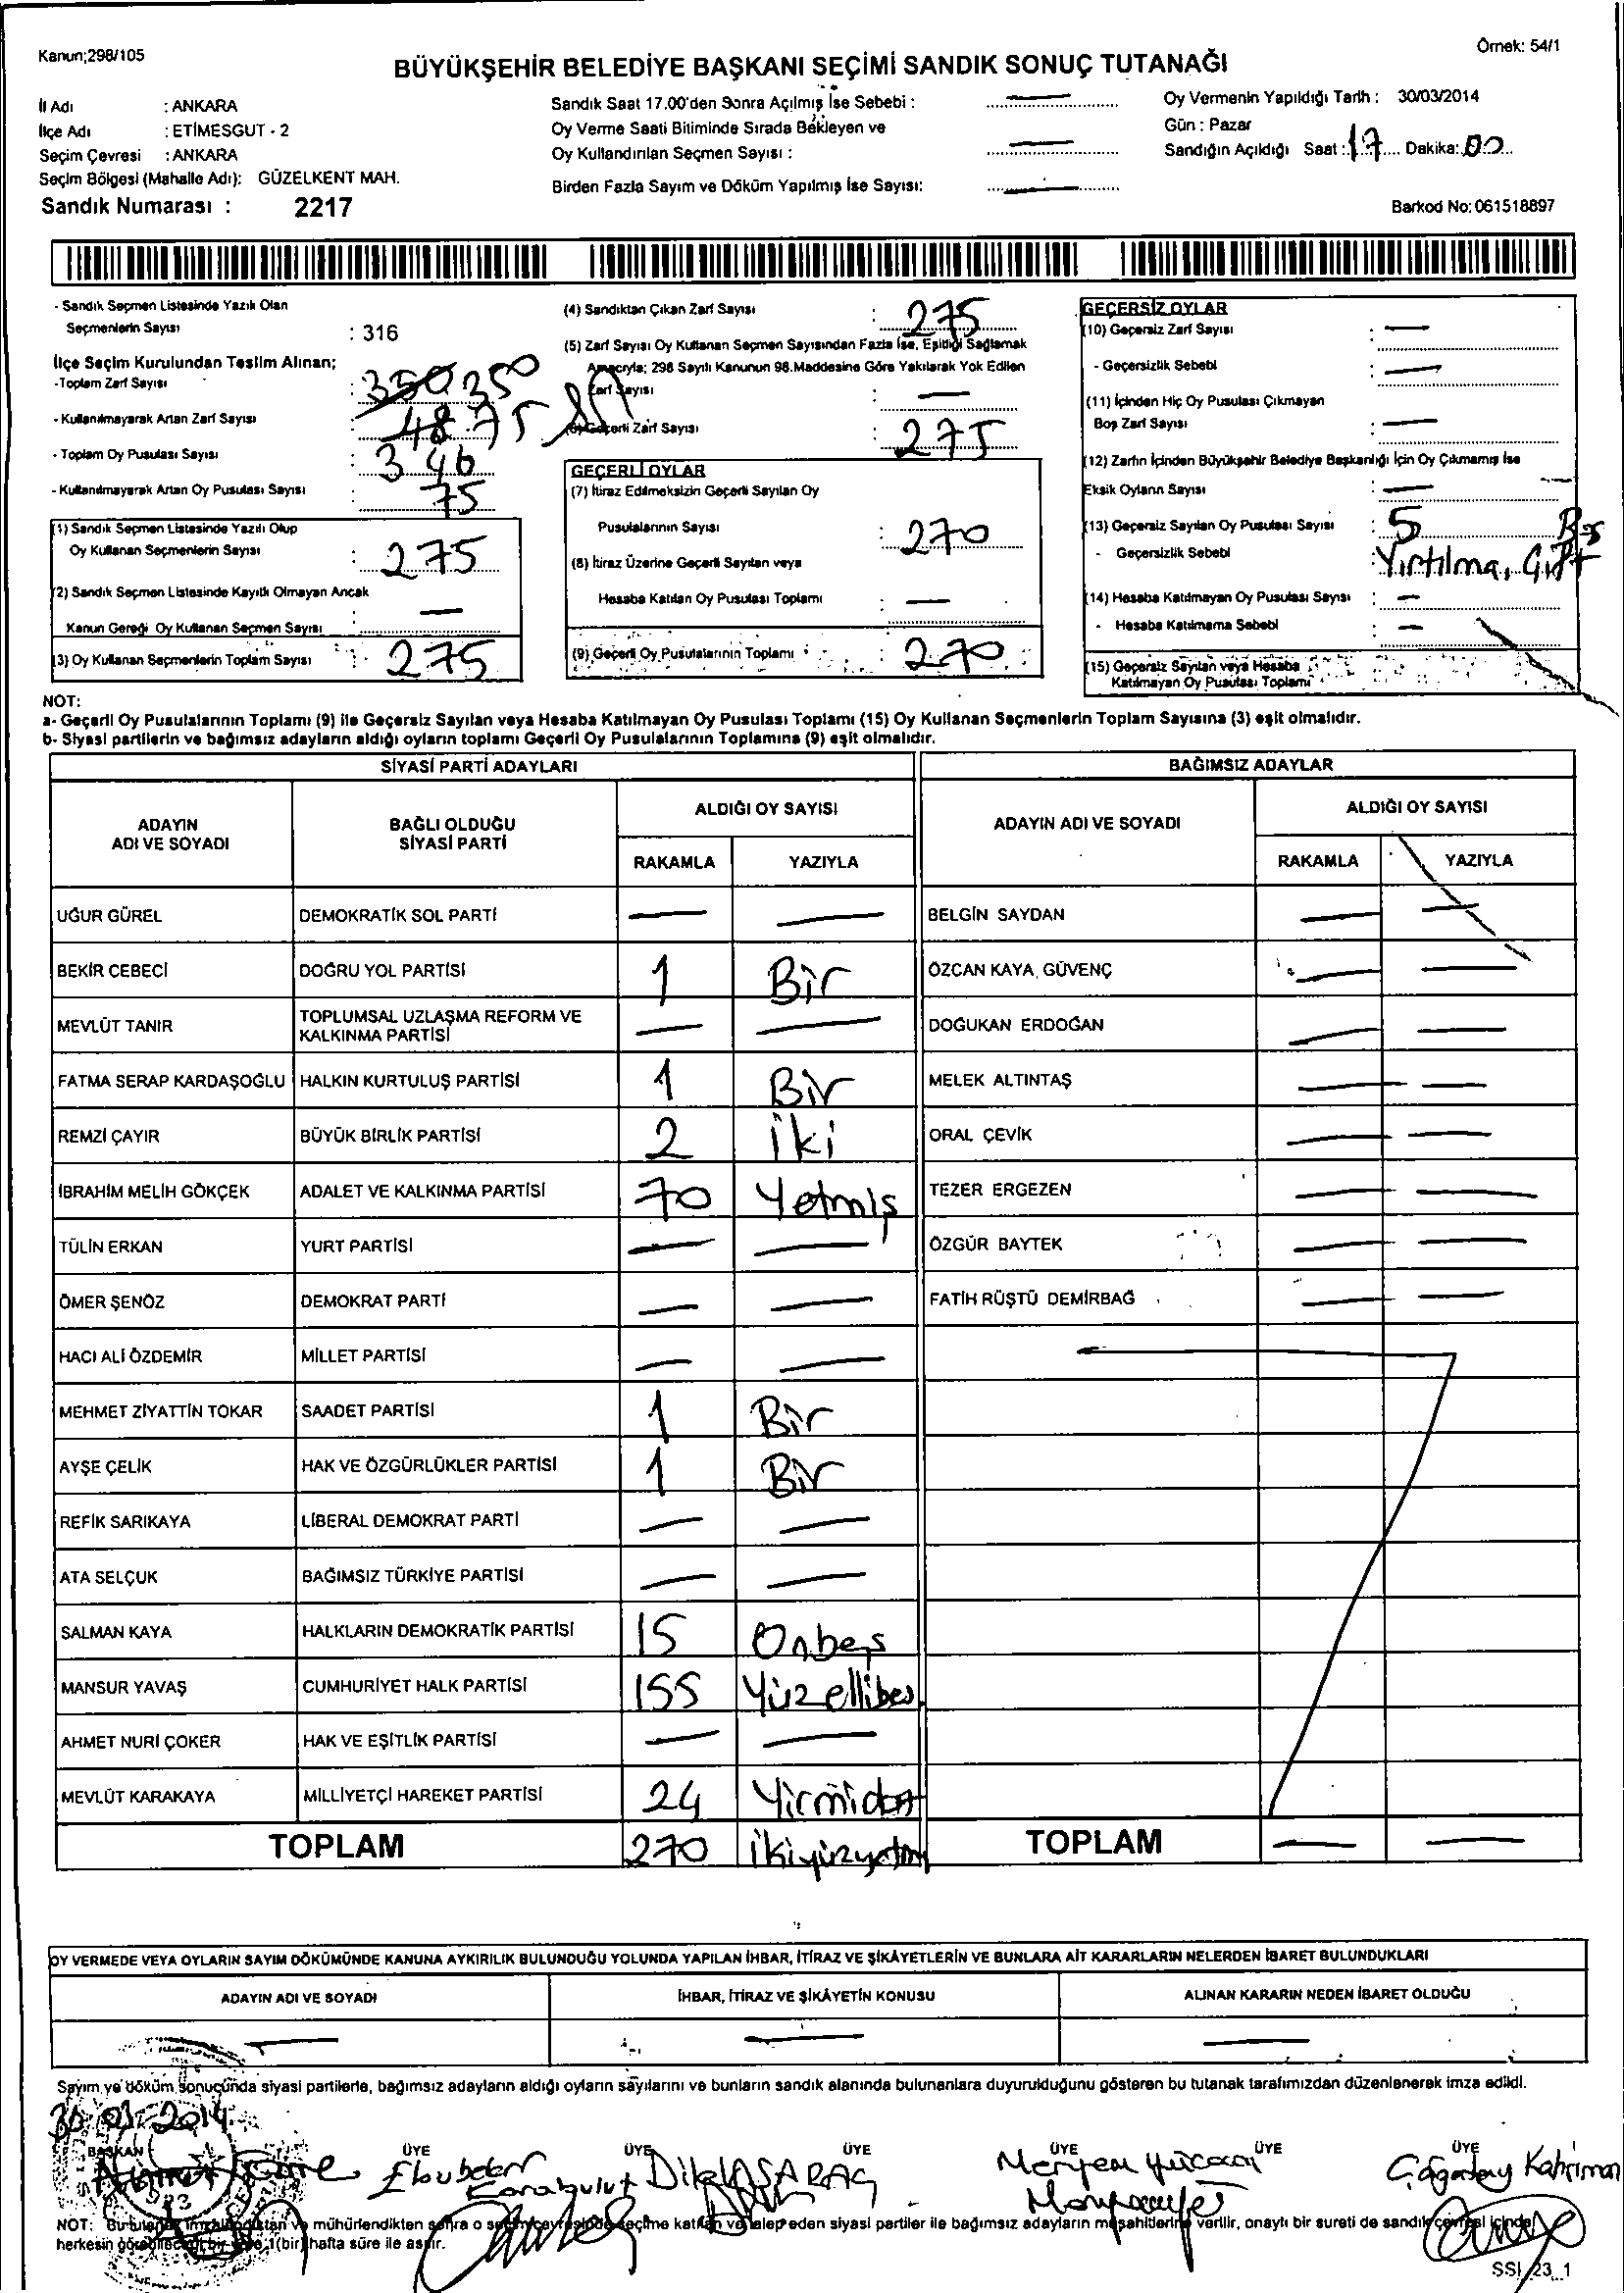 Kanun;298/105
Örnek: 54/1
BÜYÜKŞEHİR BELEDİYE BAŞKANI SEÇİMİ SANDIK SONUÇ TUTANAĞI
İl Adı : ANKARA
İlçe Adı : ETİMESGUT - 2
Seçim Çevresi : ANKARA
Seçim Bölgesi (Mahalle Adı): GÜZELKENT MAH.
Sandık Numarası : 2217
Sandık Saat 17.00'den Sonra Açılmış İse Sebebi : —
Oy Verme Saati Bitiminde Sırada Bekleyen ve
Oy Kullandırılan Seçmen Sayısı : —
Birden Fazla Sayım ve Döküm Yapılmış İse Sayısı: —
Oy Vermenin Yapıldığı Tarih : 30/03/2014
Gün : Pazar
Sandığın Açıldığı Saat : 17 Dakika: 00
Barkod No: 061518897
- Sandık Seçmen Listesinde Yazılı Olan
Seçmenlerin Sayısı : 316
İlçe Seçim Kurulundan Teslim Alınan;
- Toplam Zarf Sayısı : 350 350
- Kullanılmayarak Artan Zarf Sayısı : 48 75
- Toplam Oy Pusulası Sayısı : 346
- Kullanılmayarak Artan Oy Pusulası Sayısı : 75
(1) Sandık Seçmen Listesinde Yazılı Olup
Oy Kullanan Seçmenlerin Sayısı : 275
(2) Sandık Seçmen Listesinde Kayıtlı Olmayan Ancak
Kanun Gereği Oy Kullanan Seçmen Sayısı : —
(3) Oy Kullanan Seçmenlerin Toplam Sayısı : 275
(4) Sandıktan Çıkan Zarf Sayısı : 275
(5) Zarf Sayısı Oy Kullanan Seçmen Sayısından Fazla İse, Eşitliği Sağlamak
Amacıyla; 298 Sayılı Kanunun 98.Maddesine Göre Yakılarak Yok Edilen
Zarf Sayısı : —
(6) Geçerli Zarf Sayısı : 275
GEÇERLİ OYLAR
(7) İtiraz Edilmeksizin Geçerli Sayılan Oy
Pusulalarının Sayısı : 270
(8) İtiraz Üzerine Geçerli Sayılan veya
Hesaba Katılan Oy Pusulası Toplamı : —
(9) Geçerli Oy Pusulalarının Toplamı : 270
GEÇERSİZ OYLAR
(10) Geçersiz Zarf Sayısı : —
- Geçersizlik Sebebi : —
(11) İçinden Hiç Oy Pusulası Çıkmayan
Boş Zarf Sayısı : —
(12) Zarfın İçinden Büyükşehir Belediye Başkanlığı İçin Oy Çıkmamış İse
Eksik Oyların Sayısı : —
(13) Geçersiz Sayılan Oy Pusulası Sayısı : 5
- Geçersizlik Sebebi : Yırtılma, Çift
(14) Hesaba Katılmayan Oy Pusulası Sayısı : —
- Hesaba Katılmama Sebebi : —
(15) Geçersiz Sayılan veya Hesaba
Katılmayan Oy Pusulası Toplamı
NOT:
a- Geçerli Oy Pusulalarının Toplamı (9) ile Geçersiz Sayılan veya Hesaba Katılmayan Oy Pusulası Toplamı (15) Oy Kullanan Seçmenlerin Toplam Sayısına (3) eşit olmalıdır.
b- Siyasi partilerin ve bağımsız adayların aldığı oyların toplamı Geçerli Oy Pusulalarının Toplamına (9) eşit olmalıdır.
SİYASİ PARTİ ADAYLARI
ADAYIN ADI VE SOYADI BAĞLI OLDUĞU SİYASİ PARTİ ALDIĞI OY SAYISI
RAKAMLA YAZIYLA
UĞUR GÜREL DEMOKRATİK SOL PARTİ — —
BEKİR CEBECİ DOĞRU YOL PARTİSİ 1 Bir
MEVLÜT TANIR TOPLUMSAL UZLAŞMA REFORM VE KALKINMA PARTİSİ — —
FATMA SERAP KARDAŞOĞLU HALKIN KURTULUŞ PARTİSİ 1 Bir
REMZİ ÇAYIR BÜYÜK BİRLİK PARTİSİ 2 iki
İBRAHİM MELİH GÖKÇEK ADALET VE KALKINMA PARTİSİ 70 Yetmiş
TÜLİN ERKAN YURT PARTİSİ — —
ÖMER ŞENÖZ DEMOKRAT PARTİ — —
HACI ALİ ÖZDEMİR MİLLET PARTİSİ — —
MEHMET ZİYATTİN TOKAR SAADET PARTİSİ 1 Bir
AYŞE ÇELİK HAK VE ÖZGÜRLÜKLER PARTİSİ 1 Bir
REFİK SARIKAYA LİBERAL DEMOKRAT PARTİ — —
ATA SELÇUK BAĞIMSIZ TÜRKİYE PARTİSİ — —
SALMAN KAYA HALKLARIN DEMOKRATİK PARTİSİ 15 Onbeş
MANSUR YAVAŞ CUMHURİYET HALK PARTİSİ 155 Yüzellibeş
AHMET NURİ ÇOKER HAK VE EŞİTLİK PARTİSİ — —
MEVLÜT KARAKAYA MİLLİYETÇİ HAREKET PARTİSİ 24 Yirmidört
TOPLAM 270 ikiyüzyetm
BAĞIMSIZ ADAYLAR
ADAYIN ADI VE SOYADI ALDIĞI OY SAYISI
RAKAMLA YAZIYLA
BELGİN SAYDAN — —
ÖZCAN KAYA GÜVENÇ — —
DOĞUKAN ERDOĞAN — —
MELEK ALTINTAŞ — —
ORAL ÇEVİK — —
TEZER ERGEZEN — —
ÖZGÜR BAYTEK — —
FATİH RÜŞTÜ DEMİRBAĞ — —
TOPLAM — —
OY VERMEDE VEYA OYLARIN SAYIM DÖKÜMÜNDE KANUNA AYKIRILIK BULUNDUĞU YOLUNDA YAPILAN İHBAR, İTİRAZ VE ŞİKÂYETLERİN VE BUNLARA AİT KARARLARIN NELERDEN İBARET BULUNDUKLARI
ADAYIN ADI VE SOYADI İHBAR, İTİRAZ VE ŞİKÂYETİN KONUSU ALINAN KARARIN NEDEN İBARET OLDUĞU
— — —
Sayım ve döküm sonucunda siyasi partilerle, bağımsız adayların aldığı oyların sayılarını ve bunların sandık alanında bulunanlara duyurulduğunu gösteren bu tutanak tarafımızdan düzenlenerek imza edildi.
30.03.2014
BAŞKAN ÜYE ÜYE ÜYE ÜYE ÜYE ÜYE
Karabulut Meryem Çağatay Kahriman
NOT: Bu tutanak imzalandıktan ve mühürlendikten sonra o seçim çevresinde seçime katılan ve talep eden siyasi partiler ile bağımsız adayların müşahitlerine verilir, onaylı bir sureti de sandık çevresi içinde
herkesin görebileceği bir yere 1(bir) hafta süre ile asılır.
SSI_23_1